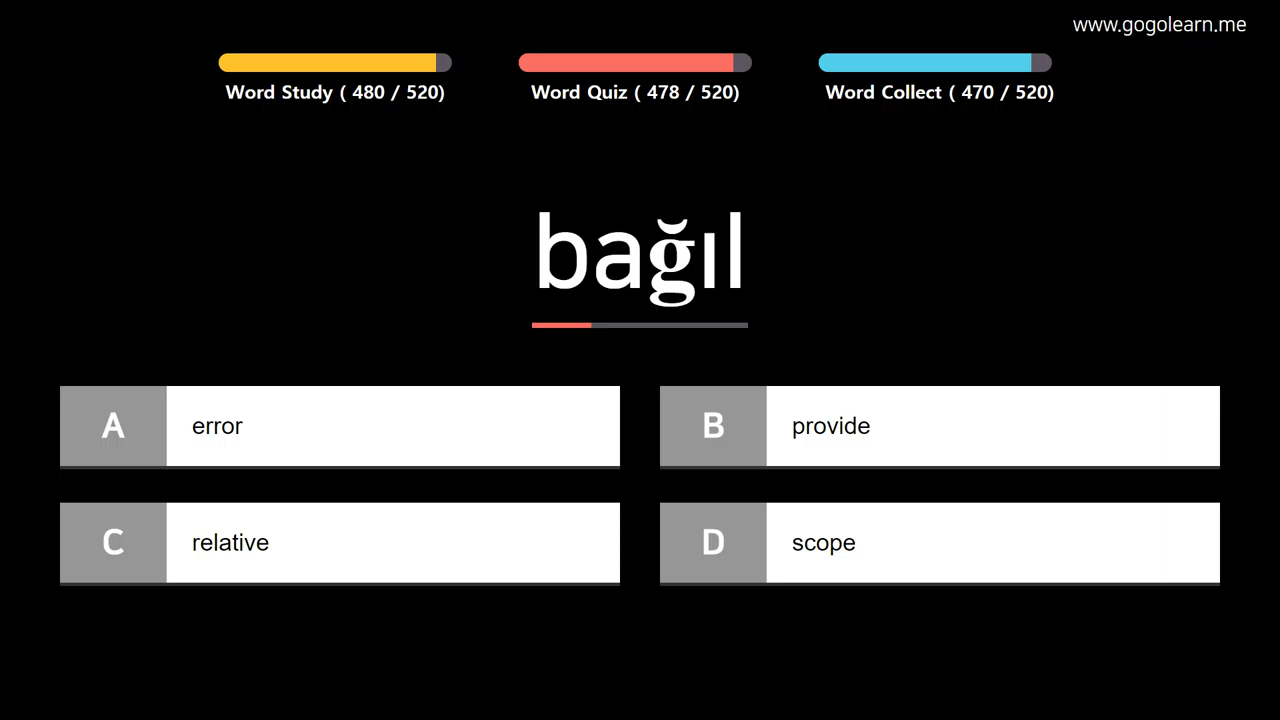 www.gogolearn.me
Word Study ( 480 / 520)
Word Quiz ( 478 / 520)
Word Collect ( 470 / 520)
bağıl
A error
B provide
C relative
D scope